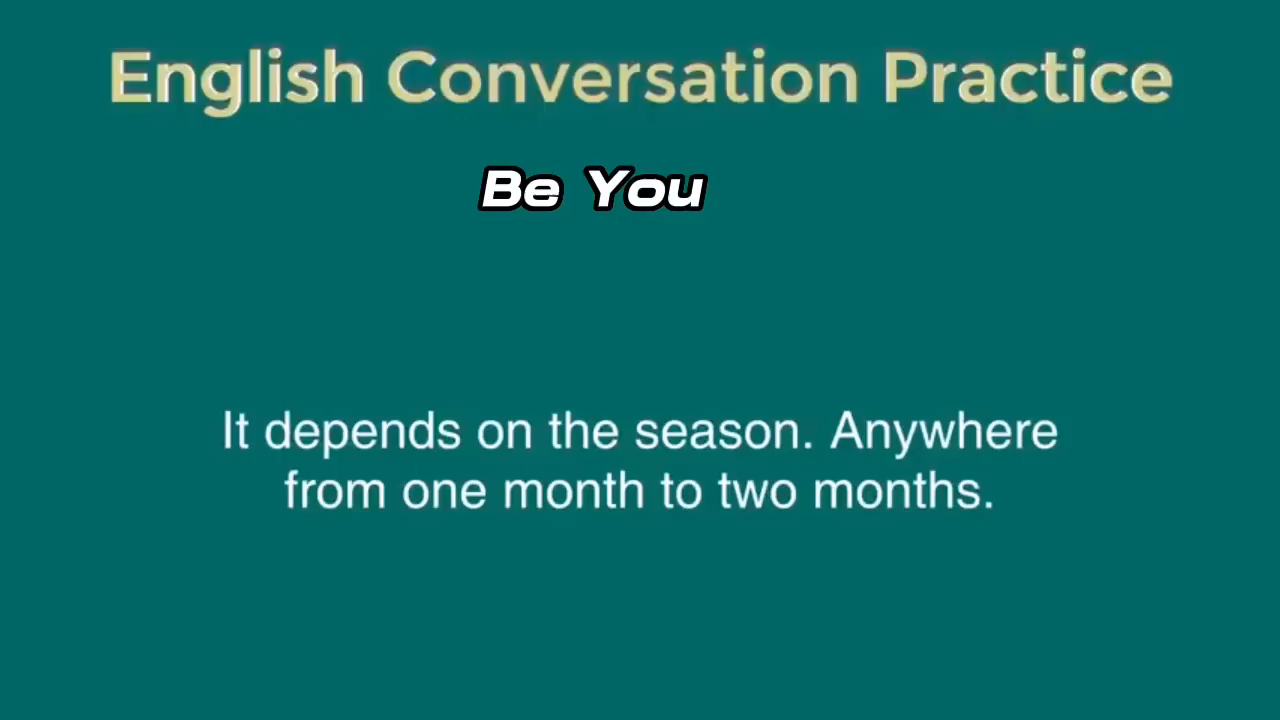 English Conversation Practice
Be You
It depends on the season. Anywhere
from one month to two months.